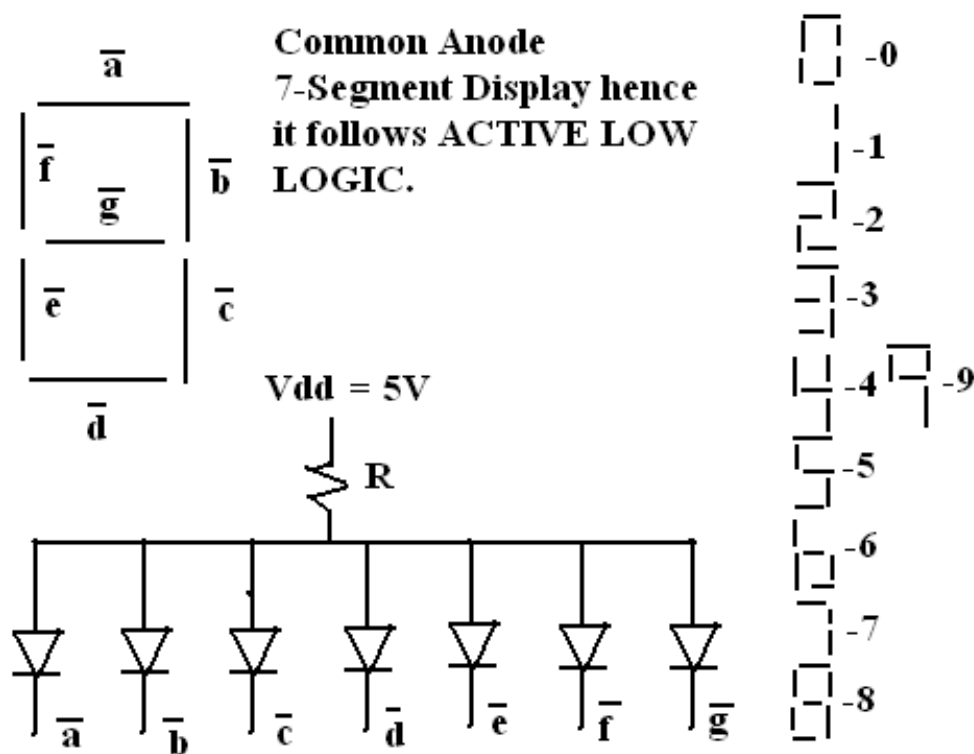 Common Anode
7-Segment Display hence
it follows ACTIVE LOW
LOGIC.
a̅
f̅
b̅
g̅
e̅
c̅
d̅
Vdd = 5V
R
a̅ b̅ c̅ d̅ e̅ f̅ g̅
-0
-1
-2
-3
-4 -9
-5
-6
-7
-8